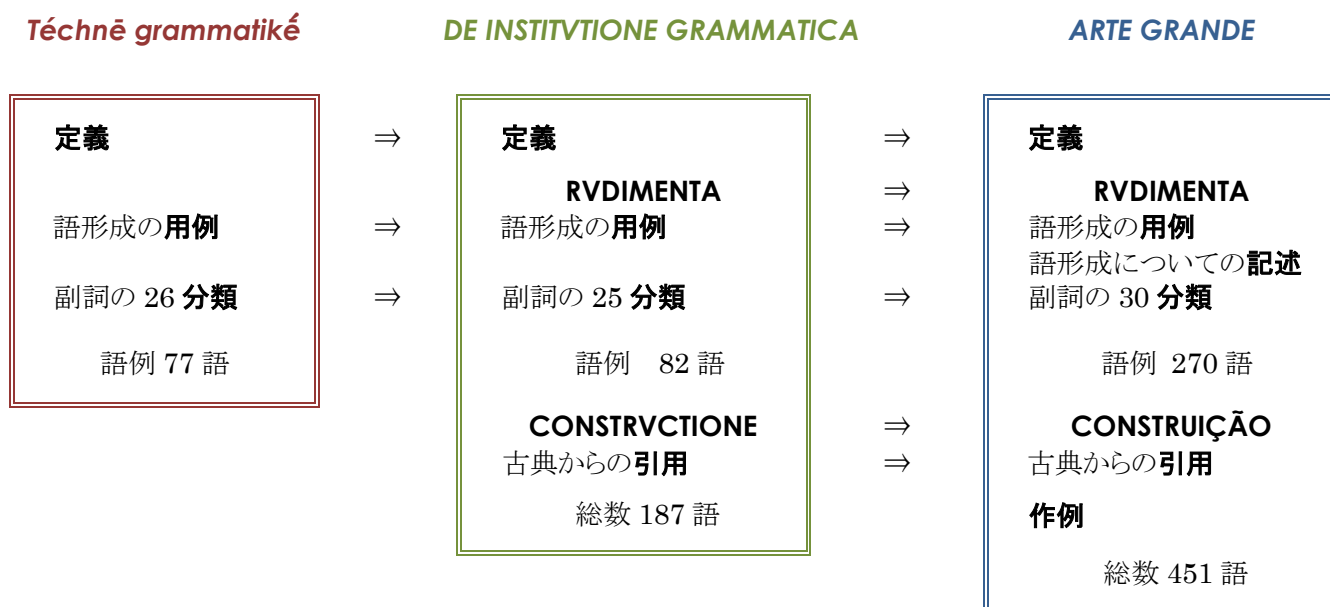 Téchnē grammatikḗ
DE INSTITVTIONE GRAMMATICA
ARTE GRANDE
定義 ⇒ 定義 ⇒ 定義
RVDIMENTA ⇒ RVDIMENTA
語形成の用例 ⇒ 語形成の用例 ⇒ 語形成の用例
語形成についての記述
副詞の 26 分類 ⇒ 副詞の 25 分類 ⇒ 副詞の 30 分類
語例 77 語 語例 82 語 語例 270 語
CONSTRVCTIONE ⇒ CONSTRUIÇÃO
古典からの引用 ⇒ 古典からの引用
総数 187 語 作例
総数 451 語